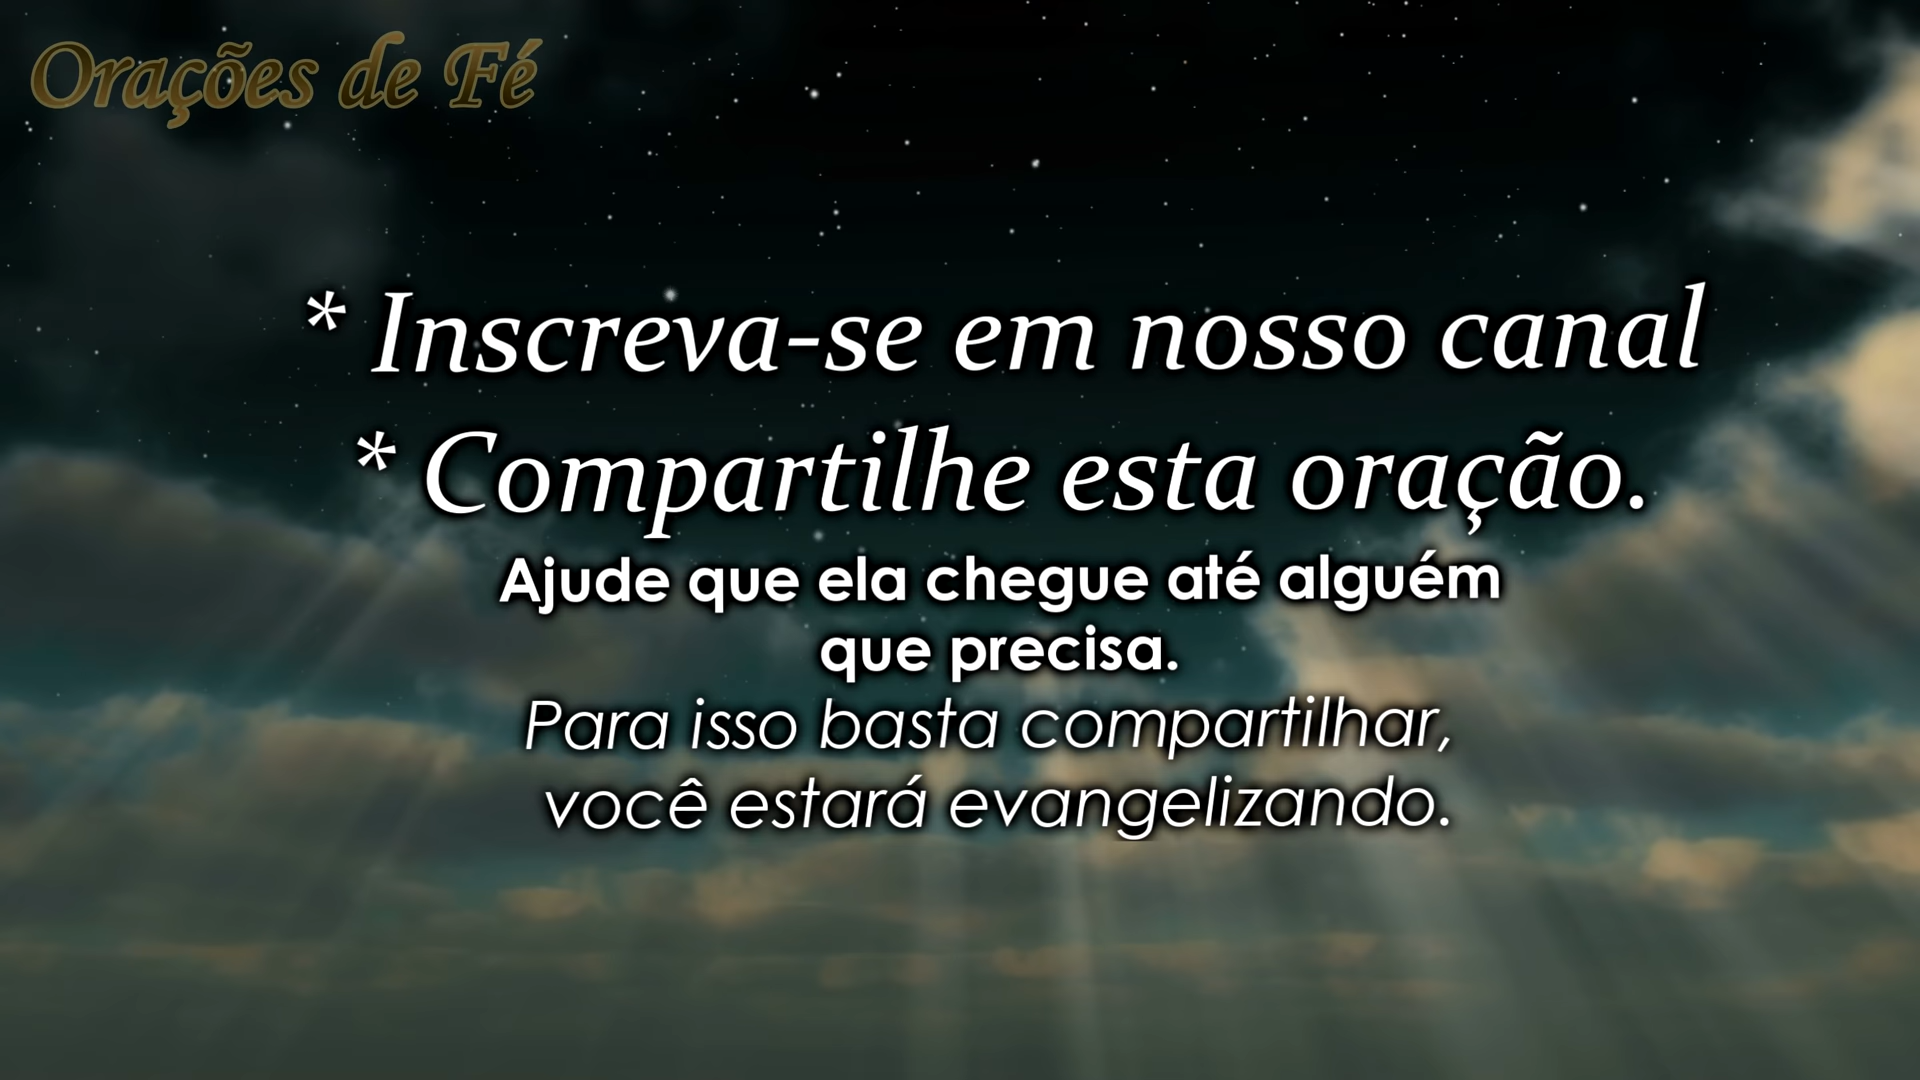 Orações de Fé
* Inscreva-se em nosso canal
* Compartilhe esta oração.
Ajude que ela chegue até alguém
que precisa.
Para isso basta compartilhar,
você estará evangelizando.